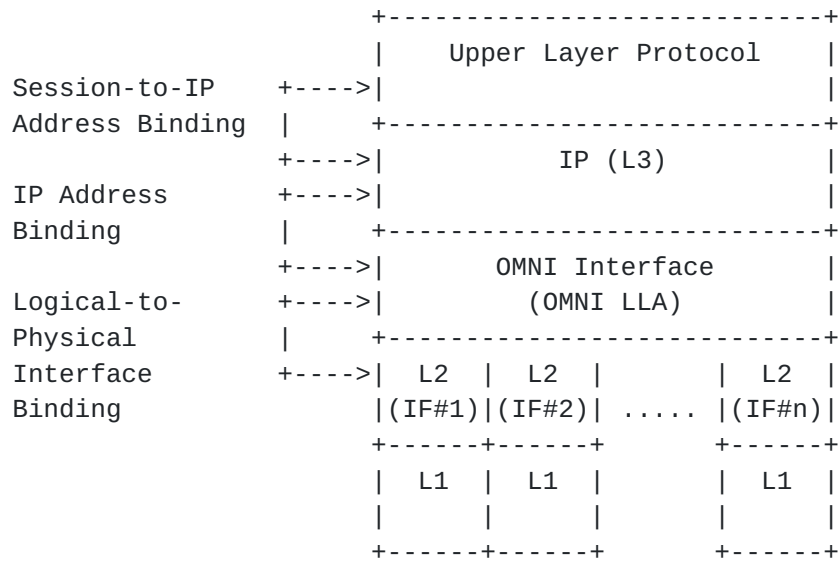 +----------------------------+
                     |    Upper Layer Protocol    |
Session-to-IP   +---->|                            |
Address Binding  |    +----------------------------+
                +---->|           IP (L3)          |
IP Address      +---->|                            |
Binding          |    +----------------------------+
                +---->|       OMNI Interface       |
Logical-to-     +---->|         (OMNI LLA)         |
Physical         |    +----------------------------+
Interface       +---->|  L2  |  L2  |       |  L2  |
Binding               |(IF#1)|(IF#2)| ..... |(IF#n)|
                      +------+------+       +------+
                      |  L1  |  L1  |       |  L1  |
                      |      |      |       |      |
                      +------+------+       +------+